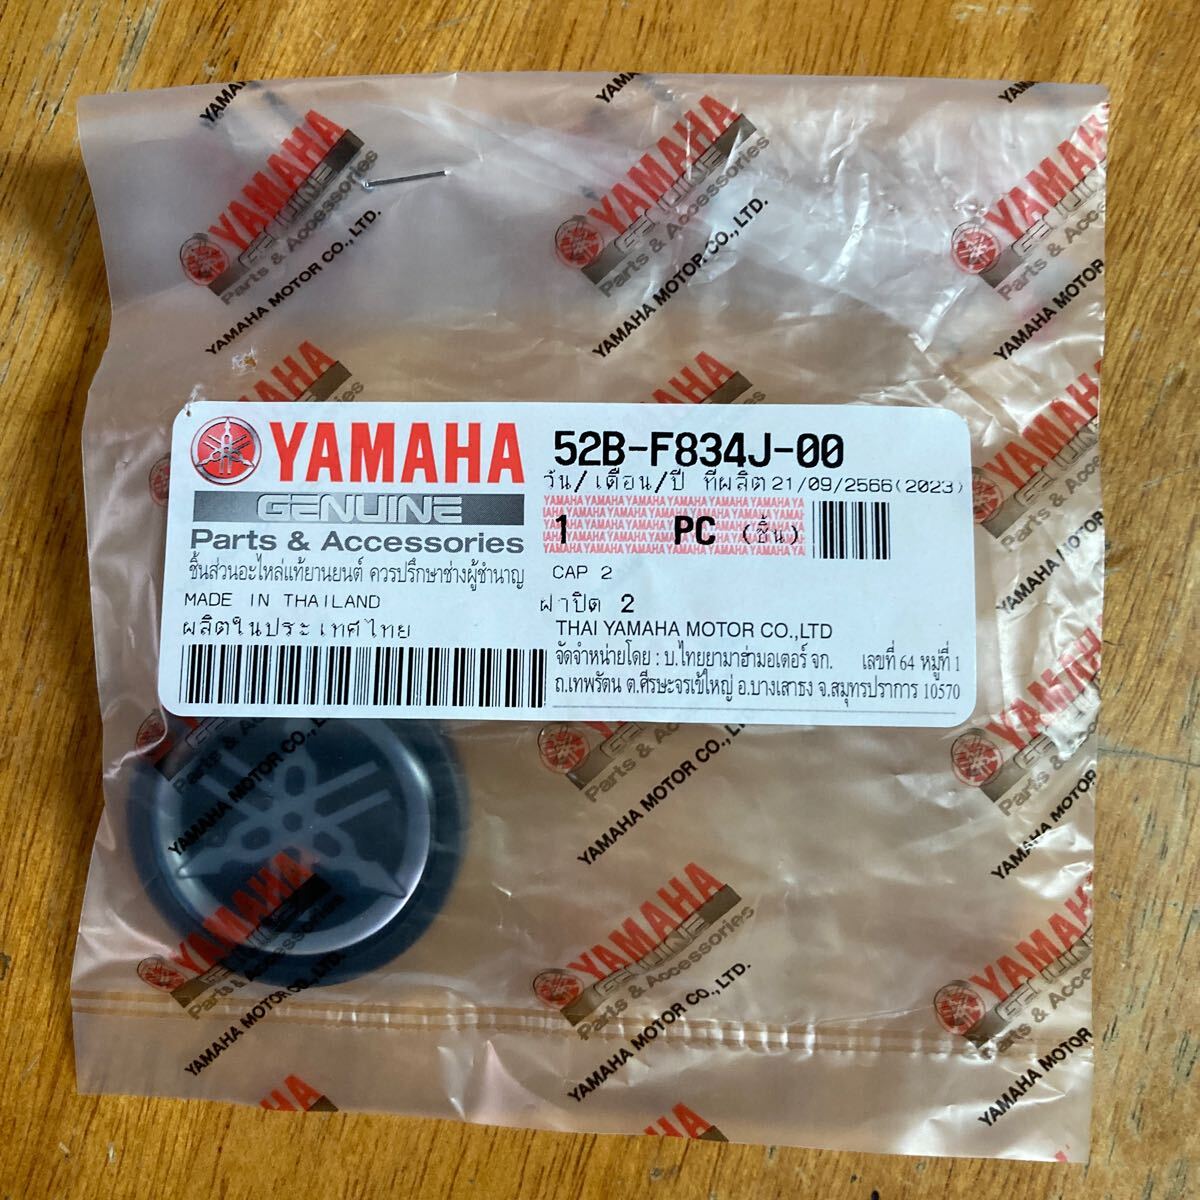 YAMAHA
GENUINE
Parts & Accessories
ชิ้นส่วนอะไหล่แท้ยานยนต์ ควรปรึกษาช่างผู้ชำนาญ
MADE IN THAILAND
ผลิตในประเทศไทย
52B-F834J-00
วัน/เดือน/ปี ที่ผลิต 21/09/2566(2023)
1 PC (ชิ้น)
CAP 2
ฝาปิด 2
THAI YAMAHA MOTOR CO.,LTD
จัดจำหน่ายโดย : บ.ไทยยามาฮ่ามอเตอร์ จก. เลขที่ 64 หมู่ที่ 1
ถ.เทพรัตน ต.ศีรษะจรเข้ใหญ่ อ.บางเสาธง จ.สมุทรปราการ 10570
YAMAHA
GENUINE
Parts & Accessories
YAMAHA MOTOR CO.,LTD.